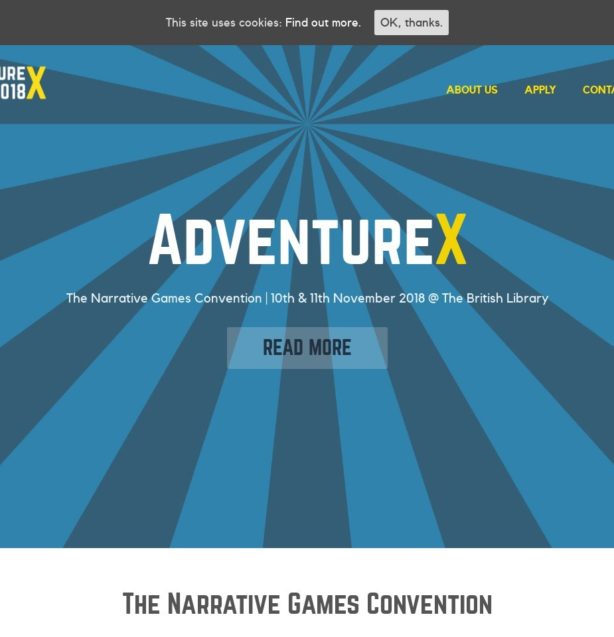 This site uses cookies: Find out more. OK, thanks.
URE X
018
ABOUT US APPLY CONTA
ADVENTUREX
The Narrative Games Convention | 10th & 11th November 2018 @ The British Library
READ MORE
THE NARRATIVE GAMES CONVENTION